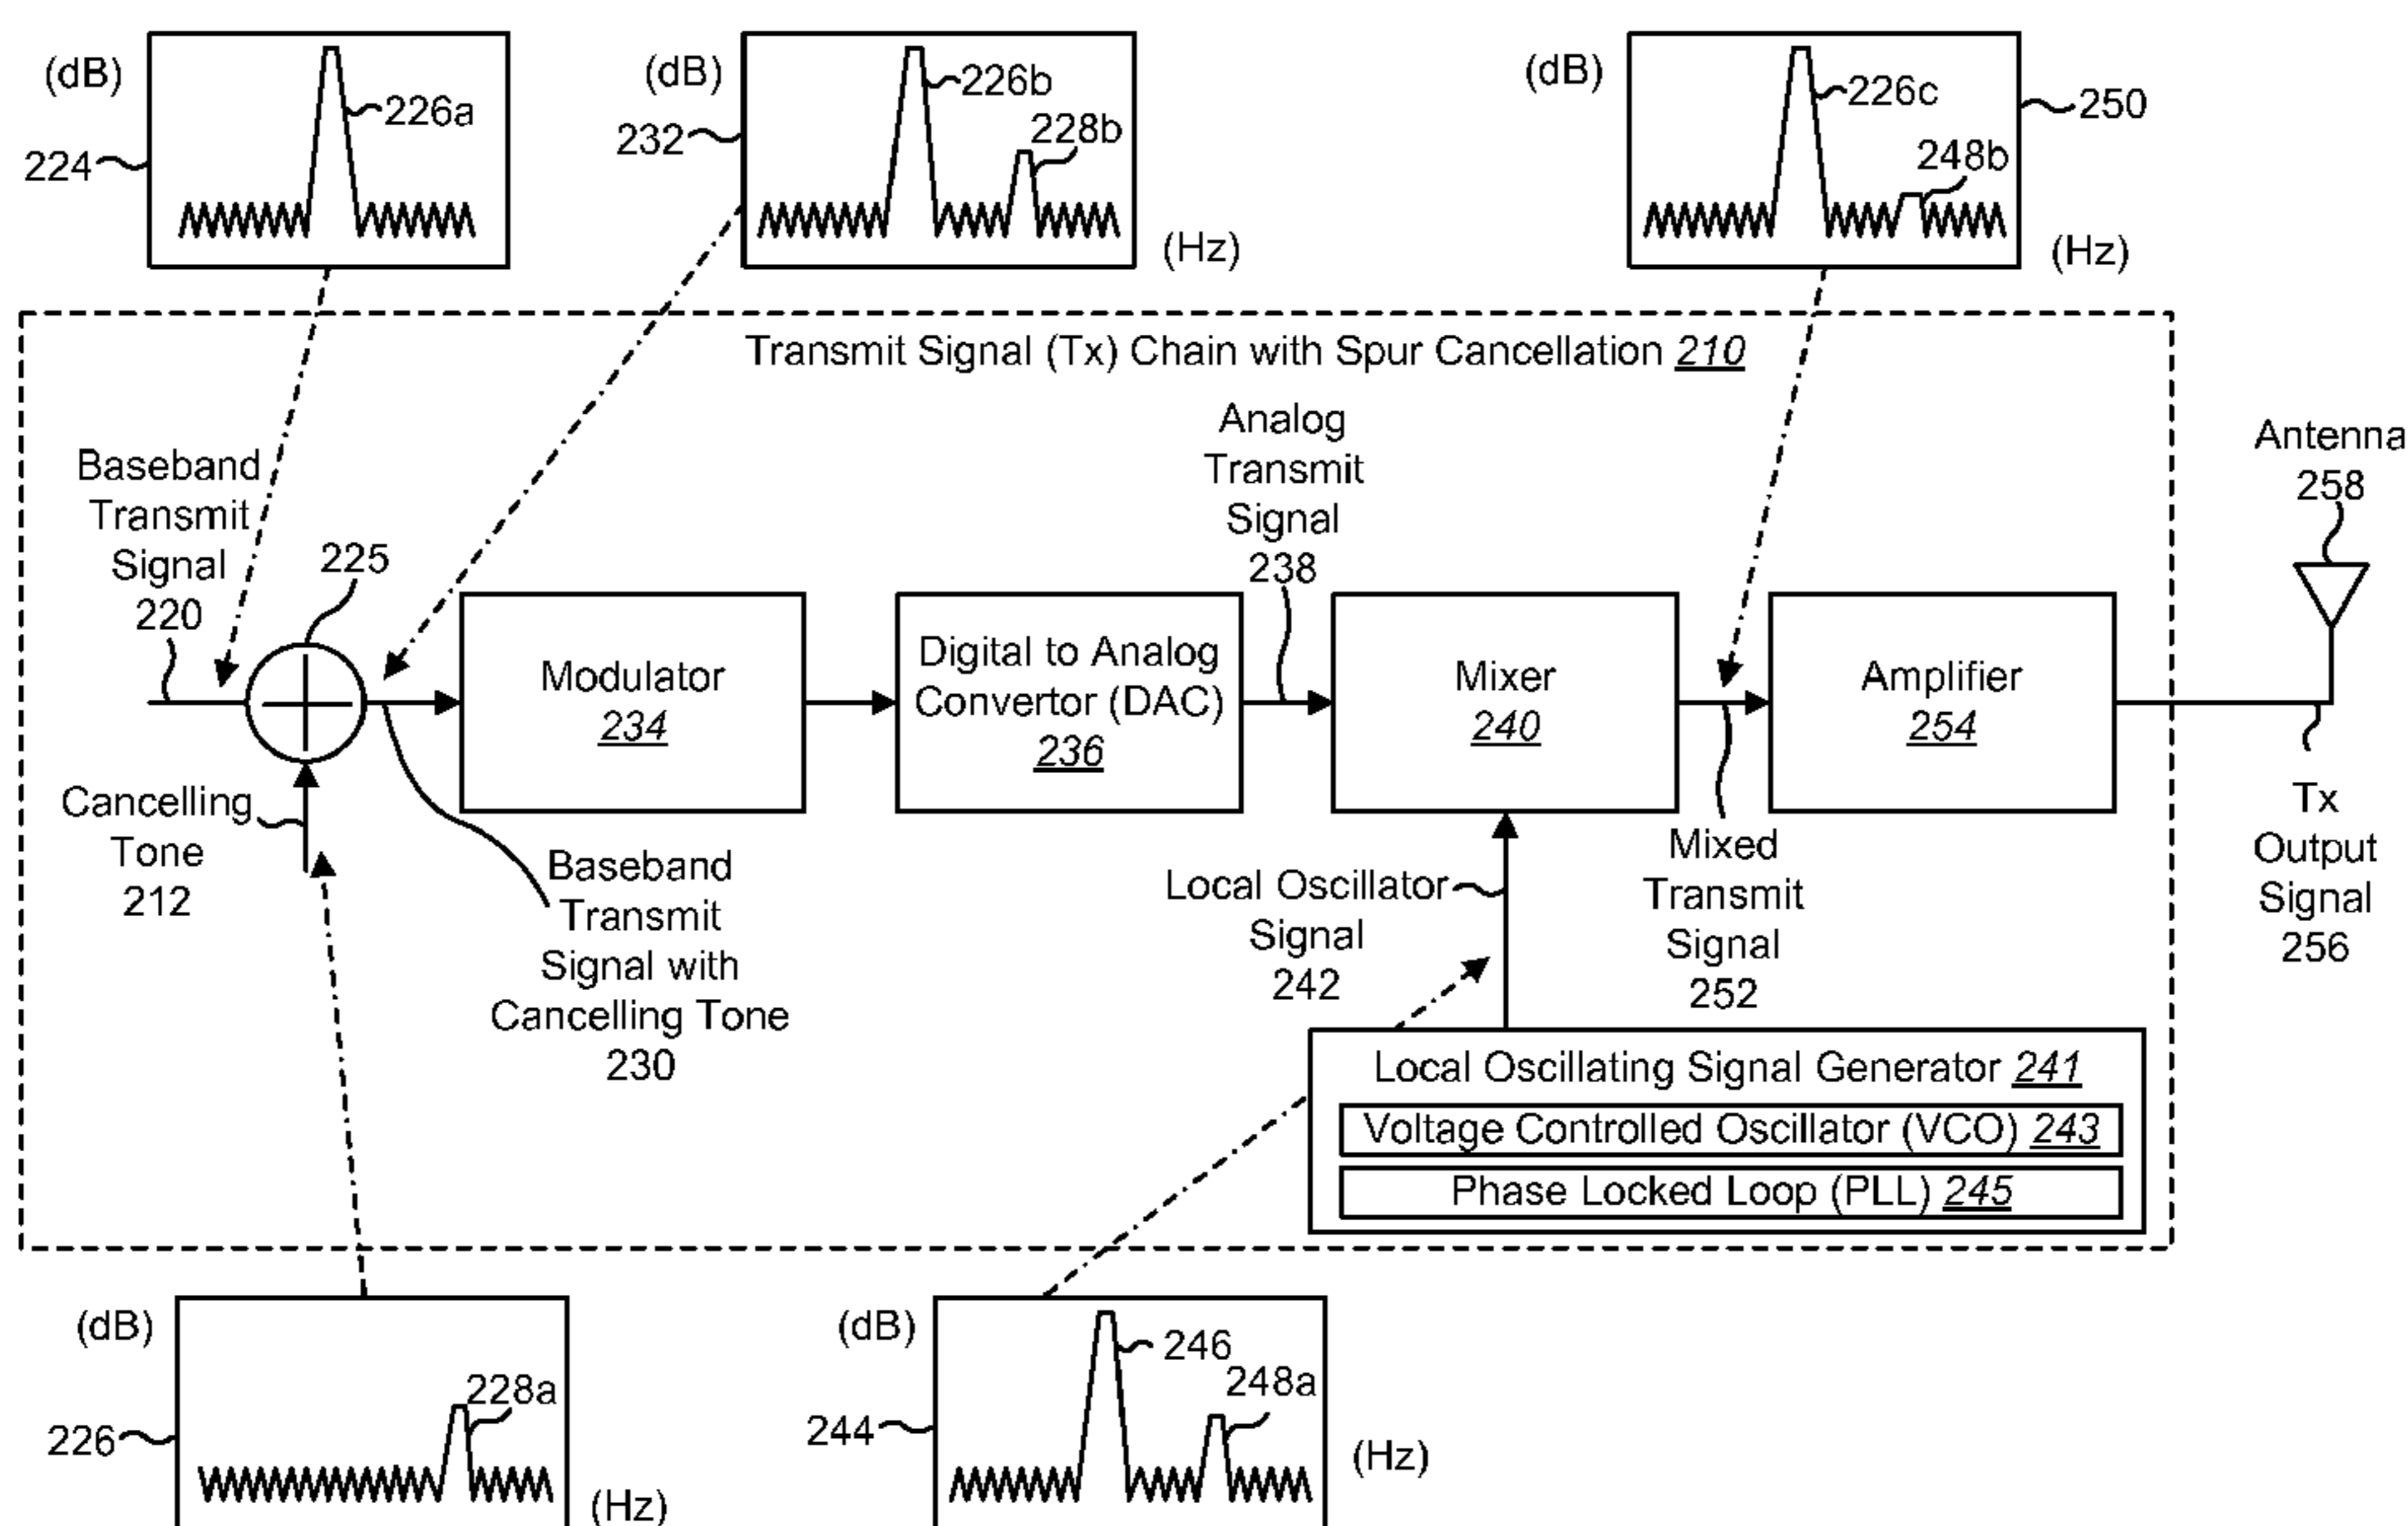 (dB)
226a
224
(dB)
226b
228b
232
(Hz)
(dB)
226c
250
248b
(Hz)
Transmit Signal (Tx) Chain with Spur Cancellation 210
Baseband
Transmit
Signal
220
225
Analog
Transmit
Signal
238
Antenna
258
Modulator
234
Digital to Analog
Convertor (DAC)
236
Mixer
240
Amplifier
254
Cancelling
Tone
212
Baseband
Transmit
Signal with
Cancelling Tone
230
Local Oscillator
Signal
242
Mixed
Transmit
Signal
252
Tx
Output
Signal
256
Local Oscillating Signal Generator 241
Voltage Controlled Oscillator (VCO) 243
Phase Locked Loop (PLL) 245
(dB)
228a
226
(Hz)
(dB)
246
248a
244
(Hz)